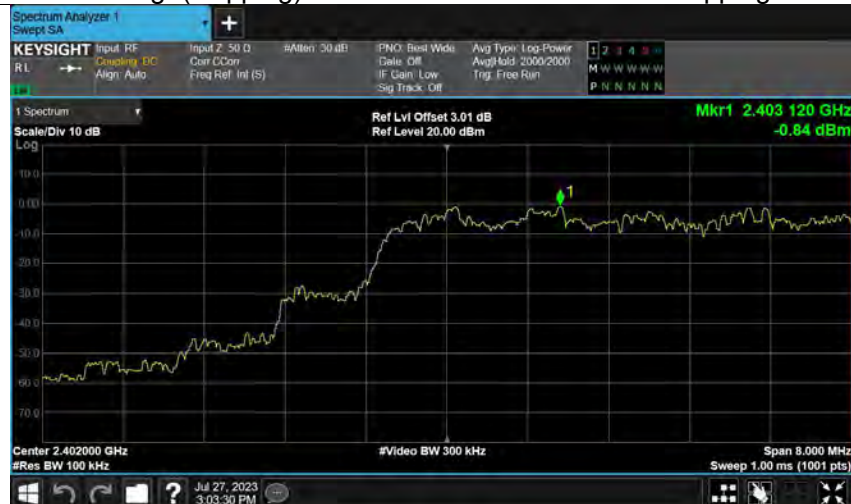 Spectrum Analyzer 1
Swept SA
+
KEYSIGHT
RL
Input: RF
Coupling: DC
Align: Auto
Input Z: 50 Ω
Corr CCorr
Freq Ref: Int (S)
#Atten: 30 dB
PNO: Best Wide
Gate: Off
IF Gain: Low
Sig Track: Off
Avg Type: Log-Power
Avg|Hold: 2000/2000
Trig: Free Run
1 2 3 4 5 6
M W W W W W
P N N N N N
1 Spectrum
Scale/Div 10 dB
Log
Ref Lvl Offset 3.01 dB
Ref Level 20.00 dBm
Mkr1 2.403 120 GHz
-0.84 dBm
10.0
0.00
-10.0
-20.0
-30.0
-40.0
-50.0
-60.0
-70.0
1
Center 2.402000 GHz
#Res BW 100 kHz
#Video BW 300 kHz
Span 8.000 MHz
Sweep 1.00 ms (1001 pts)
?
Jul 27, 2023
3:03:30 PM